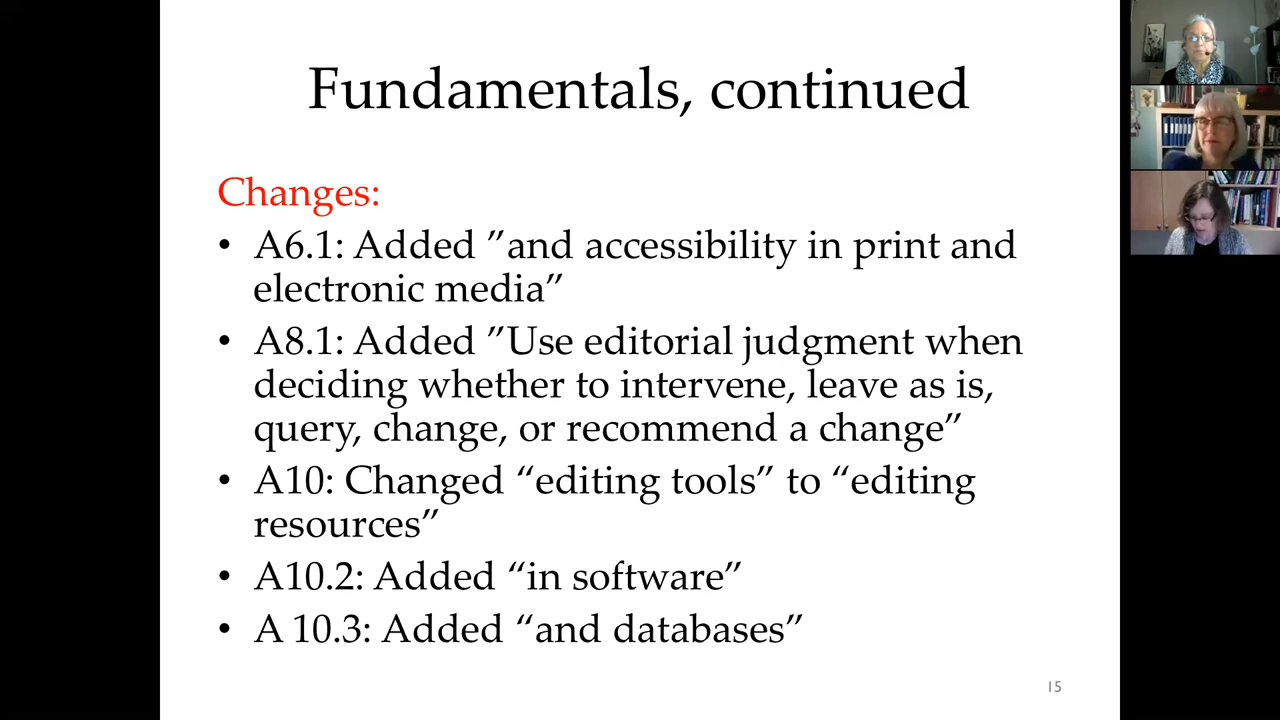 Fundamentals, continued
Changes:
• A6.1: Added ”and accessibility in print and
electronic media”
• A8.1: Added ”Use editorial judgment when
deciding whether to intervene, leave as is,
query, change, or recommend a change”
• A10: Changed “editing tools” to “editing
resources”
• A10.2: Added “in software”
• A 10.3: Added “and databases”
15